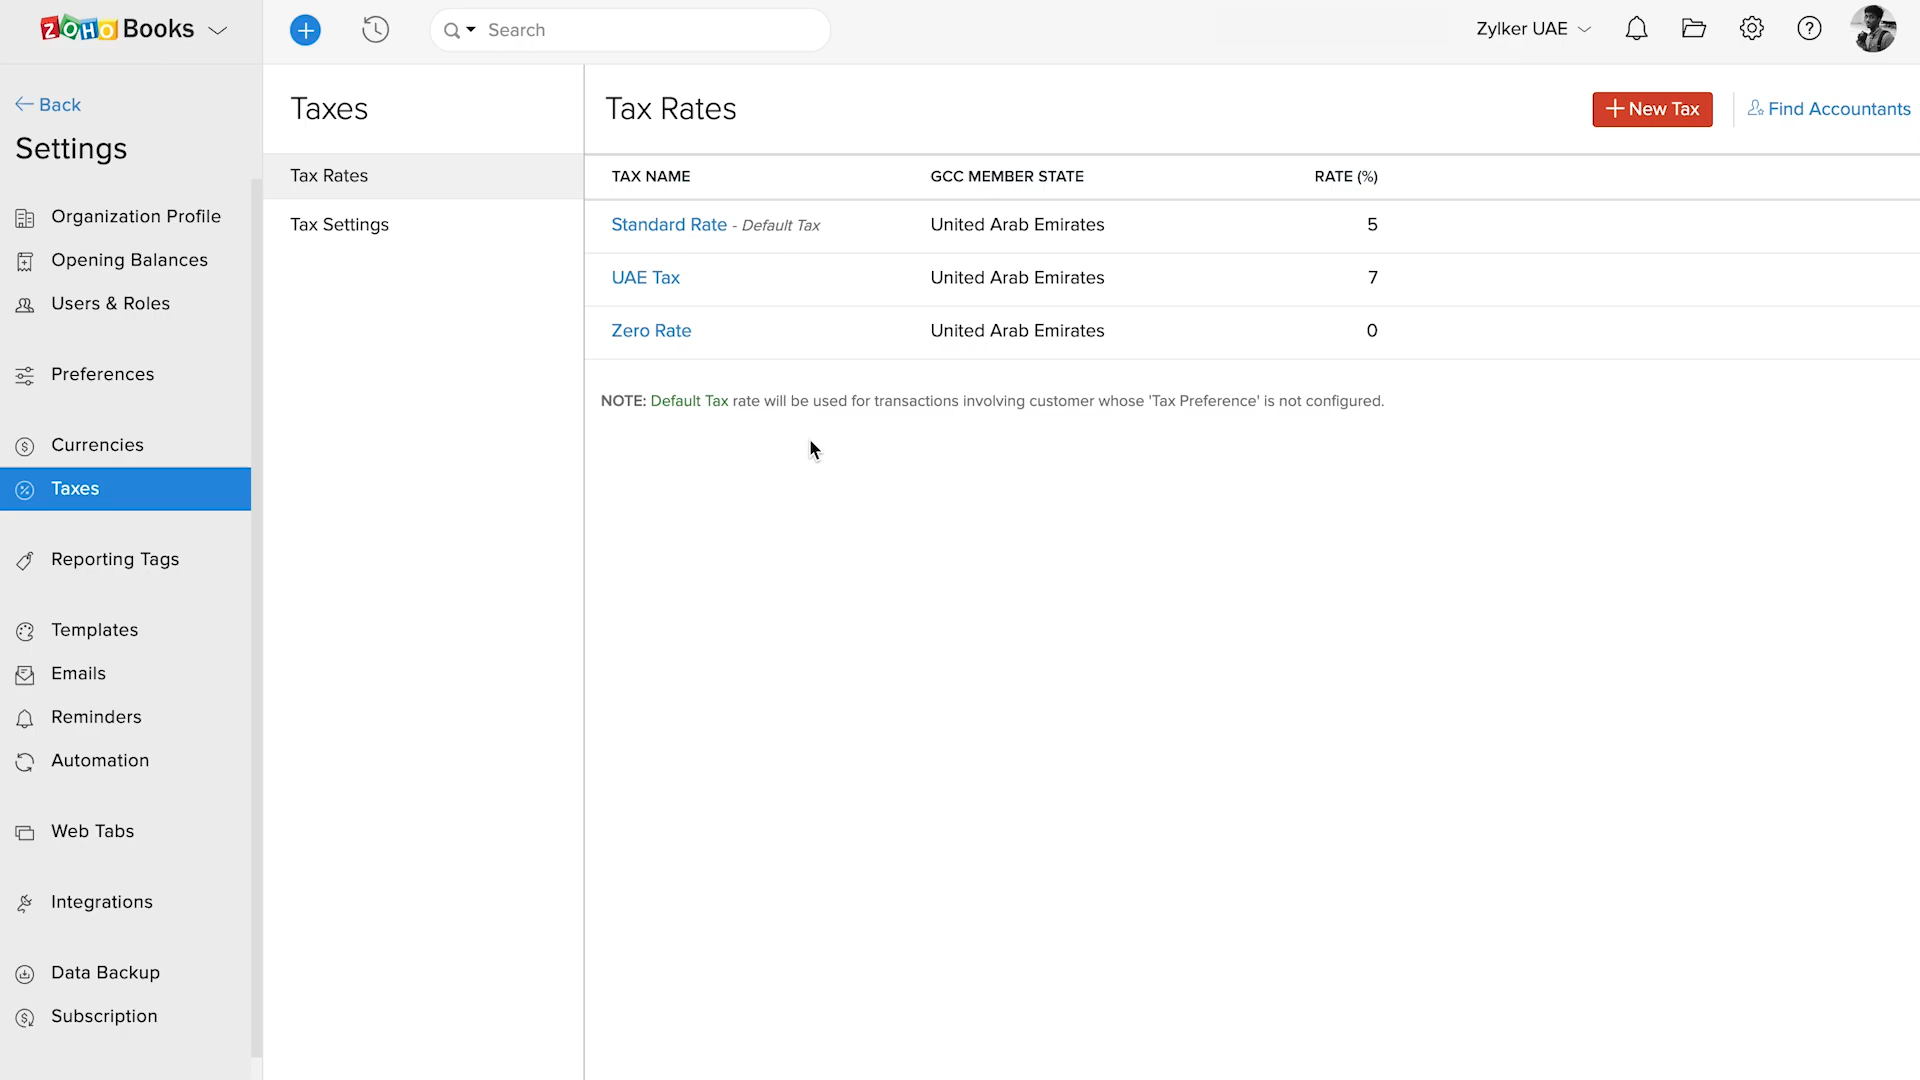 ZOHO Books
Search
Zylker UAE
Back
Settings
Organization Profile
Opening Balances
Users & Roles
Preferences
Currencies
Taxes
Reporting Tags
Templates
Emails
Reminders
Automation
Web Tabs
Integrations
Data Backup
Subscription
Taxes
Tax Rates
Tax Settings
Tax Rates
New Tax
Find Accountants
TAX NAME GCC MEMBER STATE RATE (%)
Standard Rate - Default Tax United Arab Emirates 5
UAE Tax United Arab Emirates 7
Zero Rate United Arab Emirates 0
NOTE: Default Tax rate will be used for transactions involving customer whose 'Tax Preference' is not configured.